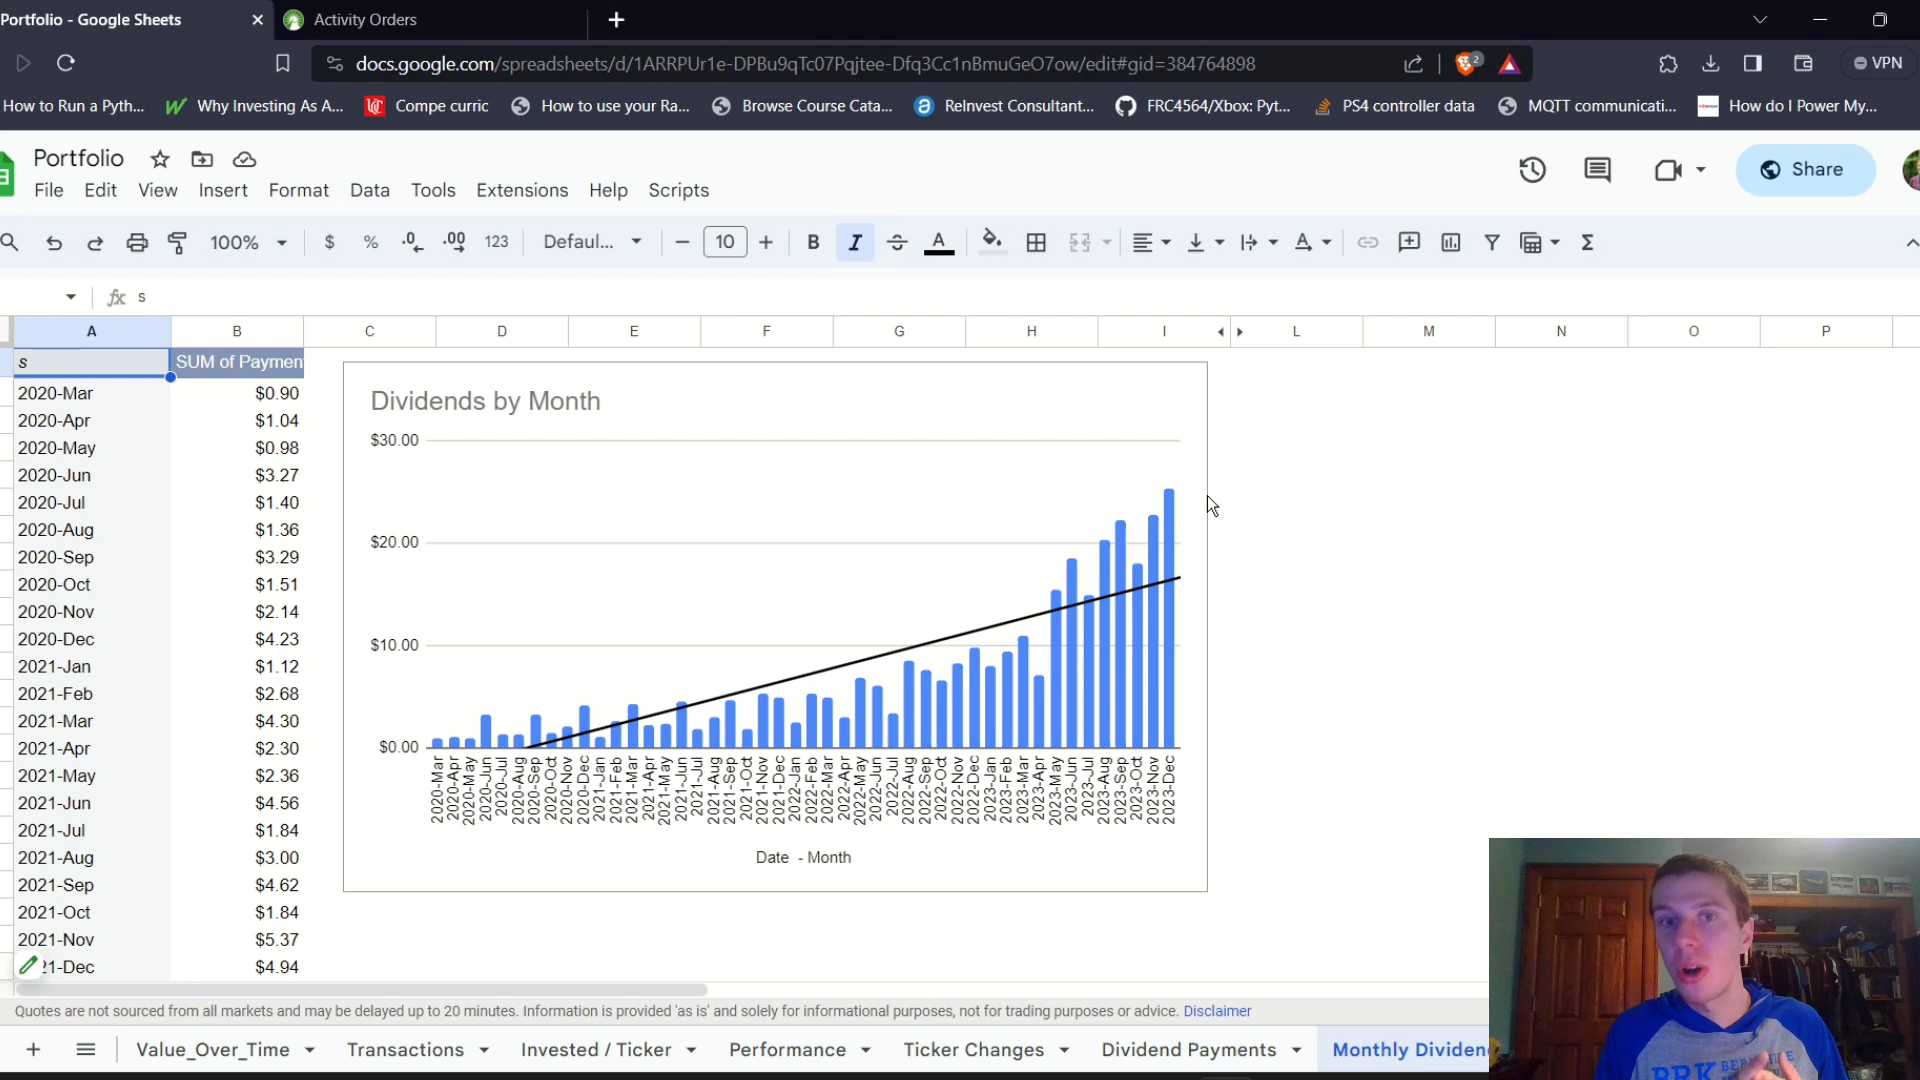 Portfolio - Google Sheets
Activity Orders
docs.google.com/spreadsheets/d/1ARRPUr1e-DPBu9qTc07Pqjtee-Dfq3Cc1nBmuGeO7ow/edit#gid=384764898
2
VPN
How to Run a Pyth...
Why Investing As A...
Compe curric
How to use your Ra...
Browse Course Cata...
ReInvest Consultant...
FRC4564/Xbox: Pyt...
PS4 controller data
MQTT communicati...
How do I Power My...
Portfolio
Share
File Edit View Insert Format Data Tools Extensions Help Scripts
100% $ % .0 .00 123 Defaul... 10 B I A
fx s
A B C D E F G H I L M N O P
s SUM of Paymen
2020-Mar $0.90
2020-Apr $1.04
2020-May $0.98
2020-Jun $3.27
2020-Jul $1.40
2020-Aug $1.36
2020-Sep $3.29
2020-Oct $1.51
2020-Nov $2.14
2020-Dec $4.23
2021-Jan $1.12
2021-Feb $2.68
2021-Mar $4.30
2021-Apr $2.30
2021-May $2.36
2021-Jun $4.56
2021-Jul $1.84
2021-Aug $3.00
2021-Sep $4.62
2021-Oct $1.84
2021-Nov $5.37
21-Dec $4.94
Dividends by Month
$30.00
$20.00
$10.00
$0.00
2020-Mar
2020-Apr
2020-May
2020-Jun
2020-Jul
2020-Aug
2020-Sep
2020-Oct
2020-Nov
2020-Dec
2021-Jan
2021-Feb
2021-Mar
2021-Apr
2021-May
2021-Jun
2021-Jul
2021-Aug
2021-Sep
2021-Oct
2021-Nov
2021-Dec
2022-Jan
2022-Feb
2022-Mar
2022-Apr
2022-May
2022-Jun
2022-Jul
2022-Aug
2022-Sep
2022-Oct
2022-Nov
2022-Dec
2023-Jan
2023-Feb
2023-Mar
2023-Apr
2023-May
2023-Jun
2023-Jul
2023-Aug
2023-Sep
2023-Oct
2023-Nov
2023-Dec
Date - Month
Quotes are not sourced from all markets and may be delayed up to 20 minutes. Information is provided 'as is' and solely for informational purposes, not for trading purposes or advice. Disclaimer
Value_Over_Time
Transactions
Invested / Ticker
Performance
Ticker Changes
Dividend Payments
Monthly Dividen
BRK